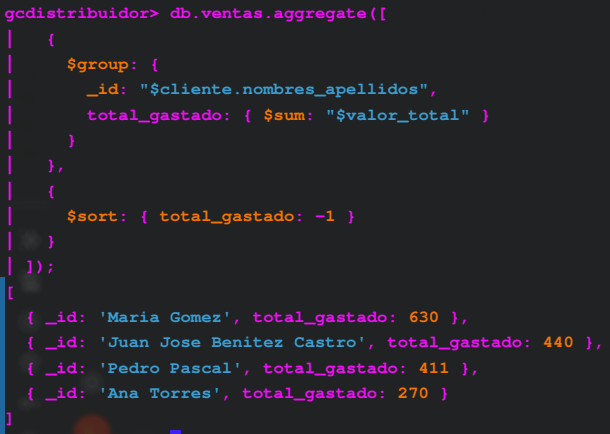 gcdistribuidor> db.ventas.aggregate([
|   {
|     $group: {
|       _id: "$cliente.nombres_apellidos",
|       total_gastado: { $sum: "$valor_total" }
|     }
|   },
|   {
|     $sort: { total_gastado: -1 }
|   }
| ]);
[
  { _id: 'Maria Gomez', total_gastado: 630 },
  { _id: 'Juan Jose Benitez Castro', total_gastado: 440 },
  { _id: 'Pedro Pascal', total_gastado: 411 },
  { _id: 'Ana Torres', total_gastado: 270 }
]